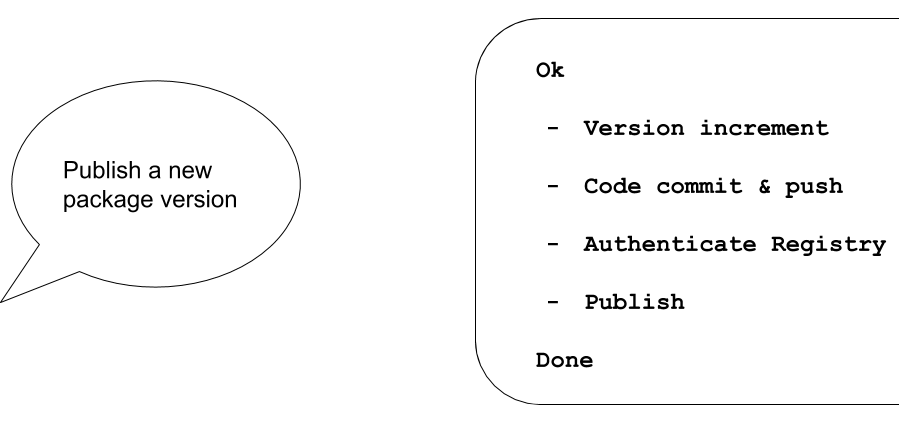 Publish a new
package version
Ok
- Version increment
- Code commit & push
- Authenticate Registry
- Publish
Done